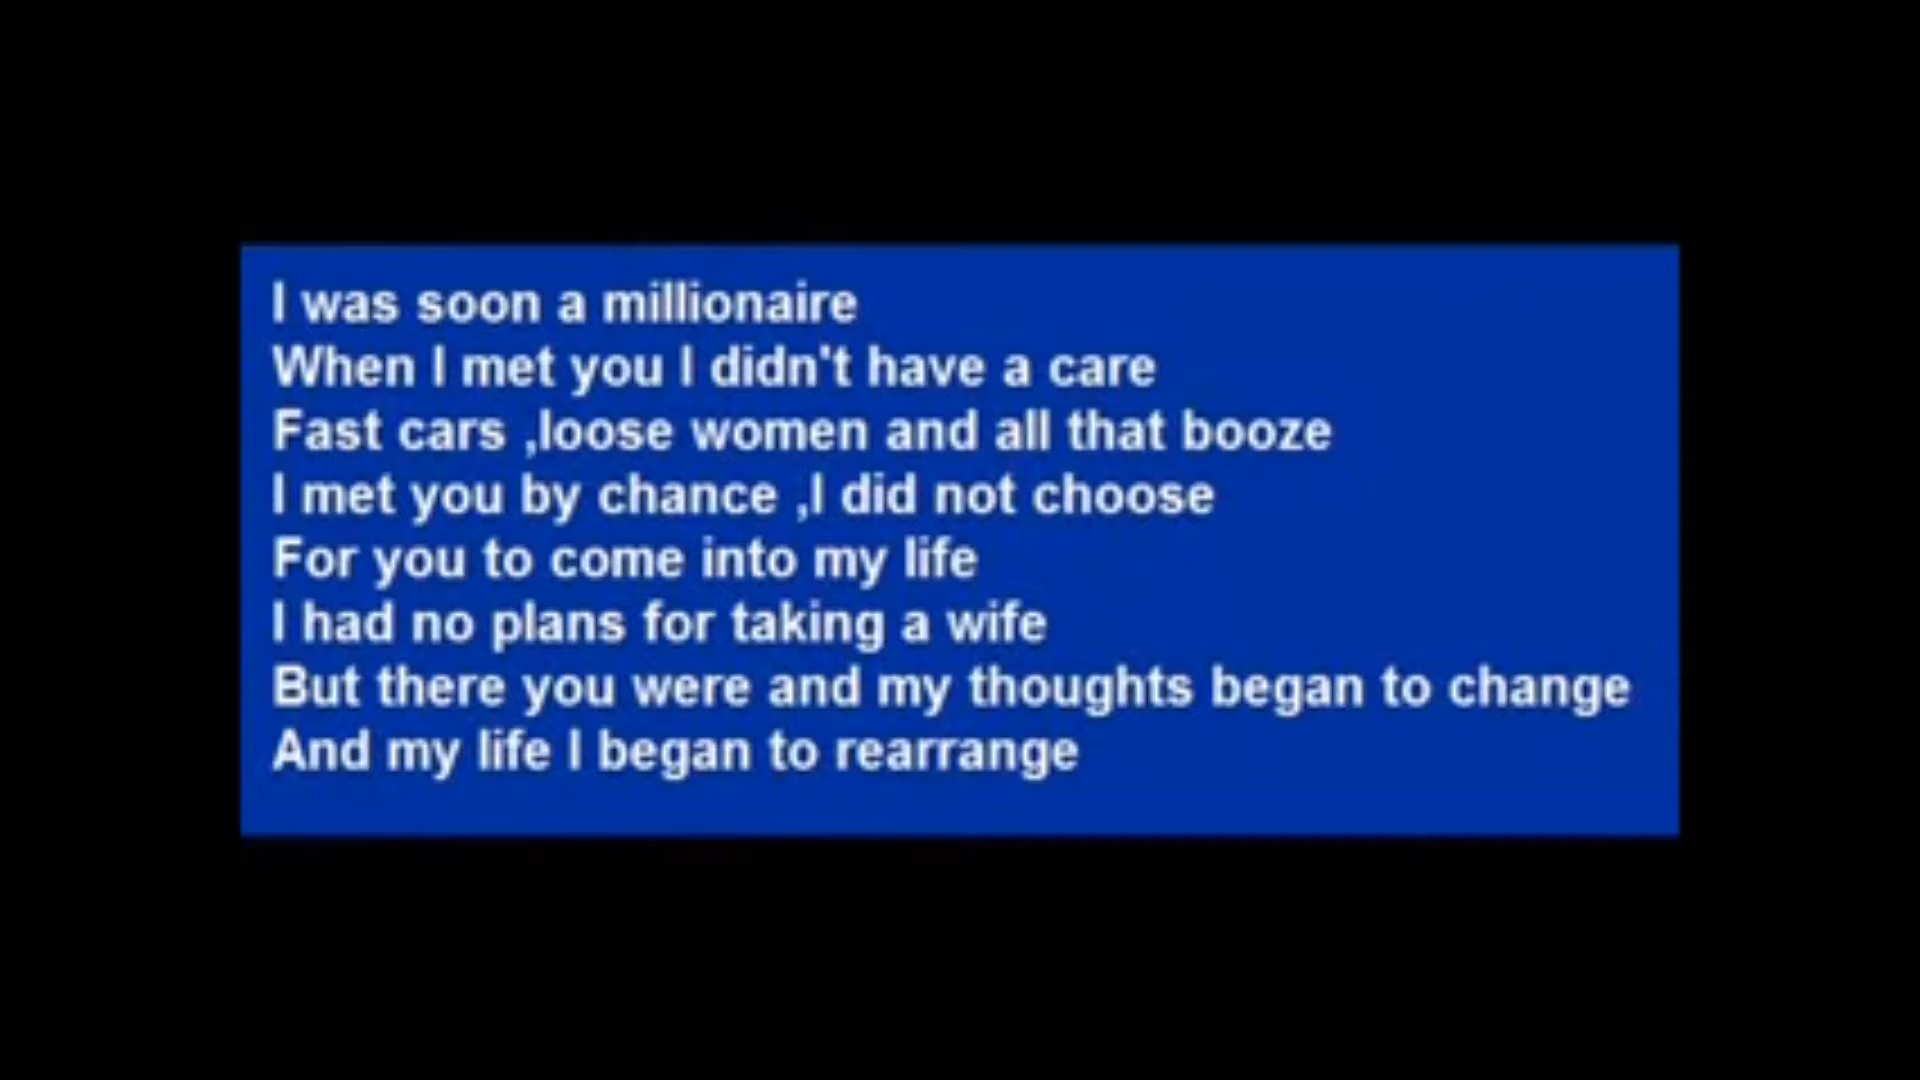 I was soon a millionaire
When I met you I didn't have a care
Fast cars ,loose women and all that booze
I met you by chance ,I did not choose
For you to come into my life
I had no plans for taking a wife
But there you were and my thoughts began to change
And my life I began to rearrange